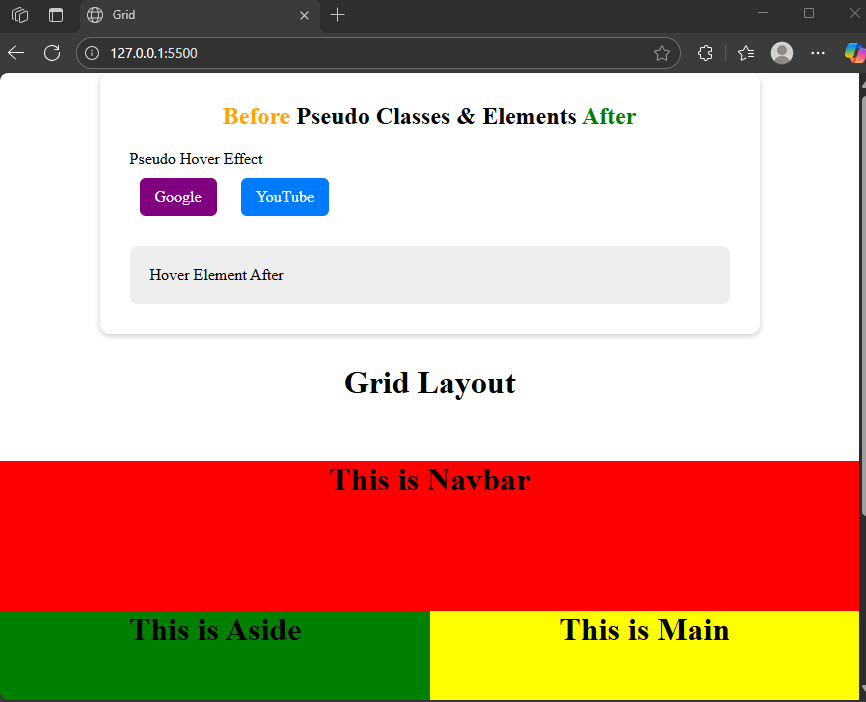 Grid
127.0.0.1:5500
Before Pseudo Classes & Elements After
Pseudo Hover Effect
Google YouTube
Hover Element After
Grid Layout
This is Navbar
This is Aside This is Main